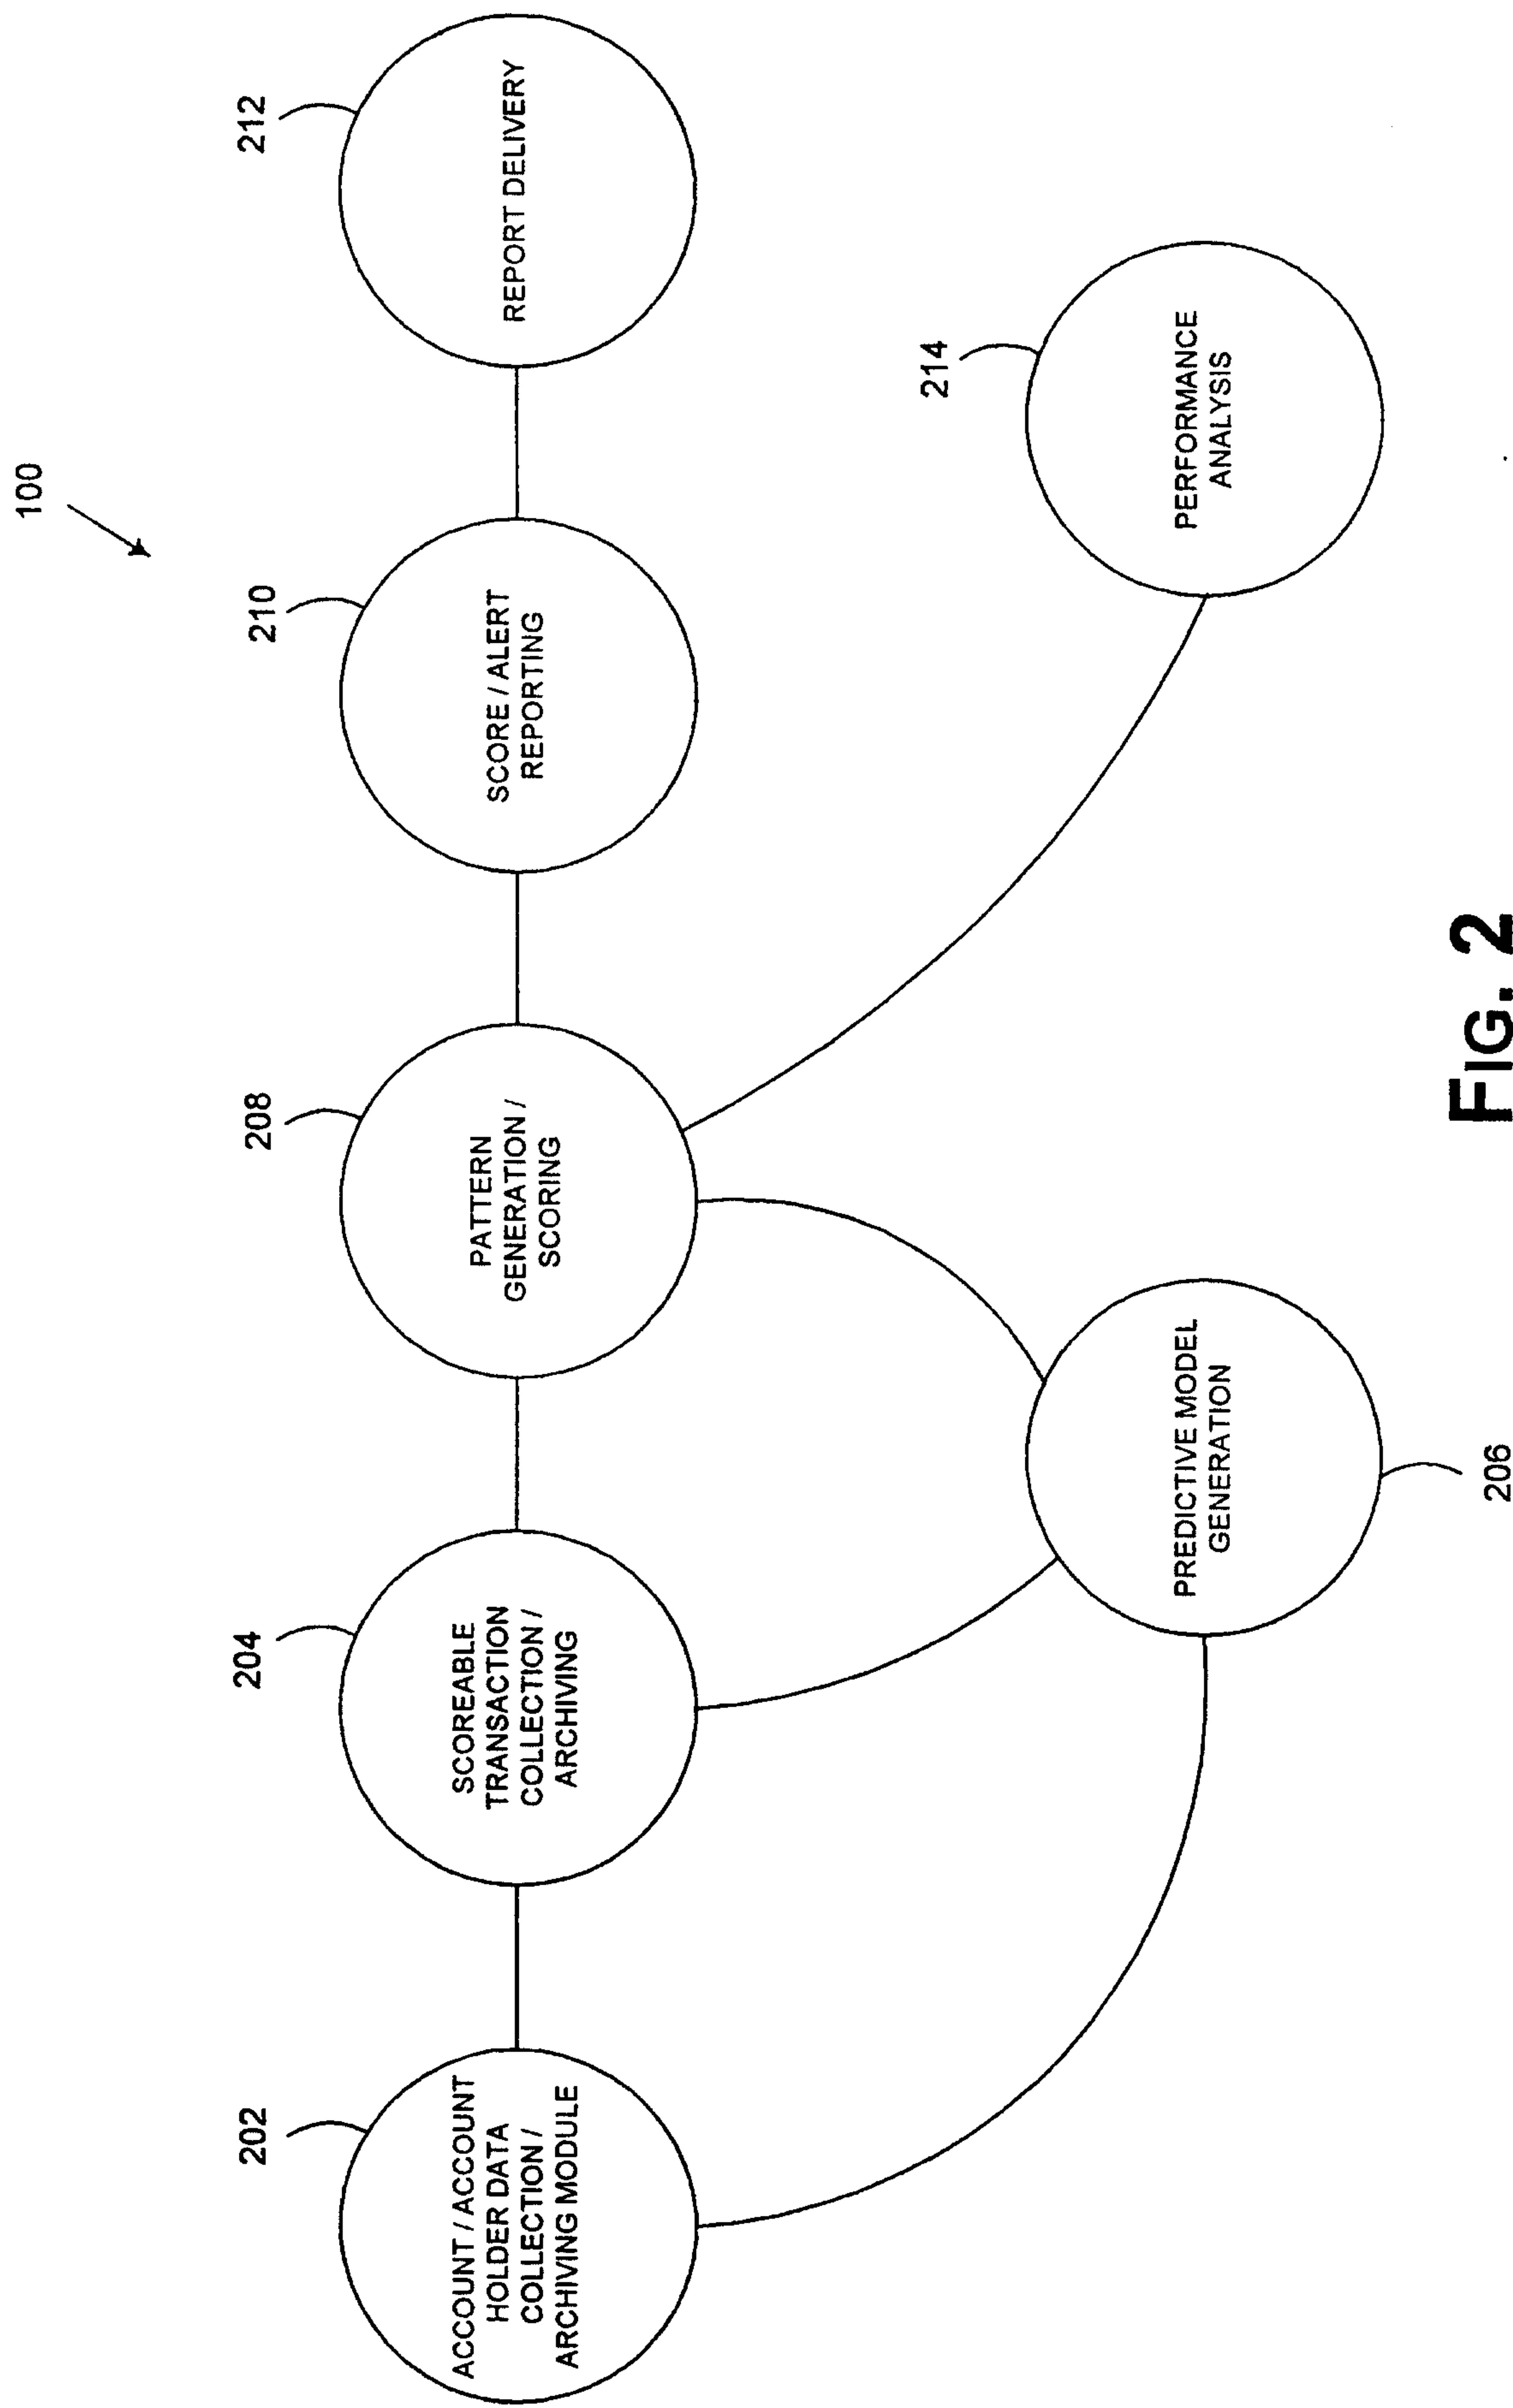 100
202
ACCOUNT / ACCOUNT
HOLDER DATA
COLLECTION /
ARCHIVING MODULE
204
SCOREABLE
TRANSACTION
COLLECTION /
ARCHIVING
208
PATTERN
GENERATION /
SCORING
210
SCORE / ALERT
REPORTING
212
REPORT DELIVERY
PREDICTIVE MODEL
GENERATION
206
214
PERFORMANCE
ANALYSIS
FIG. 2